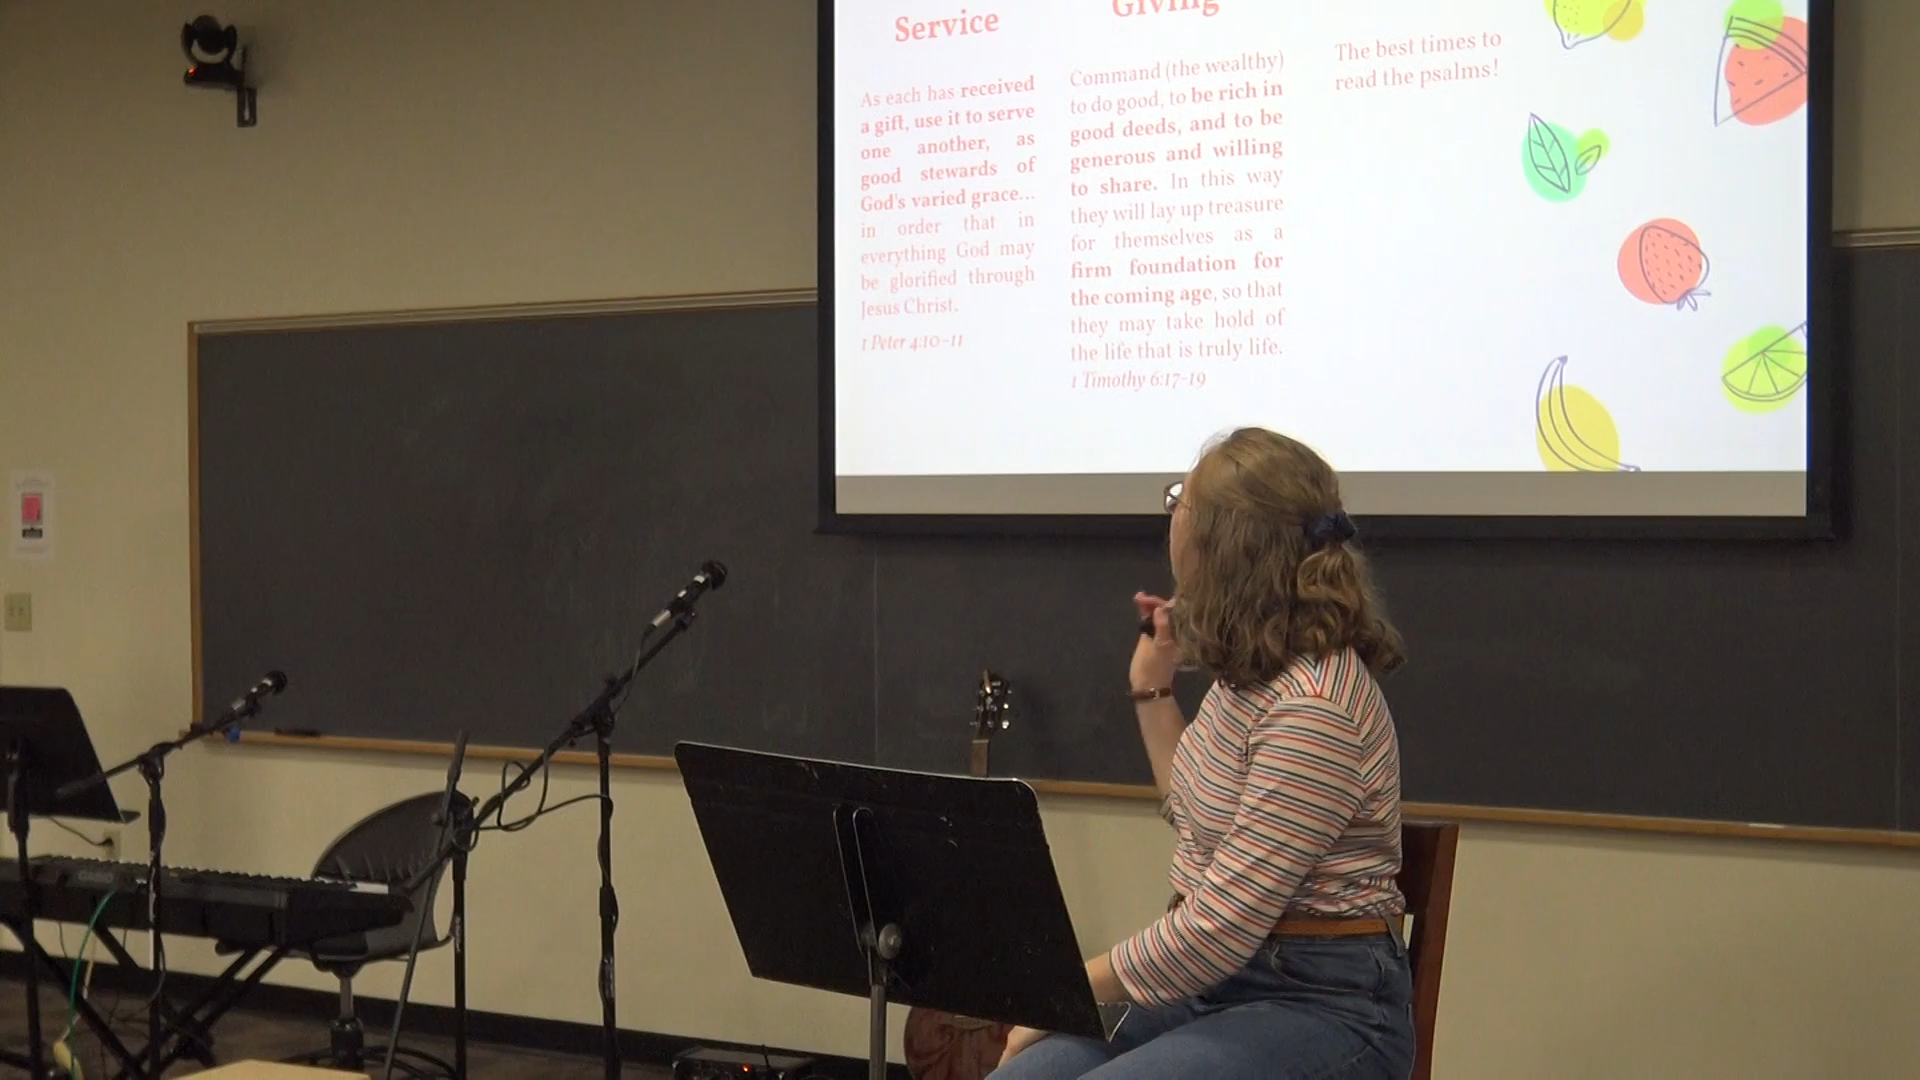 Service
As each has received
a gift, use it to serve
one another, as
good stewards of
God's varied grace...
in order that in
everything God may
be glorified through
Jesus Christ.
1 Peter 4:10-11
Giving
Command (the wealthy)
to do good, to be rich in
good deeds, and to be
generous and willing
to share. In this way
they will lay up treasure
for themselves as a
firm foundation for
the coming age, so that
they may take hold of
the life that is truly life.
1 Timothy 6:17-19
The best times to
read the psalms!
CASIO